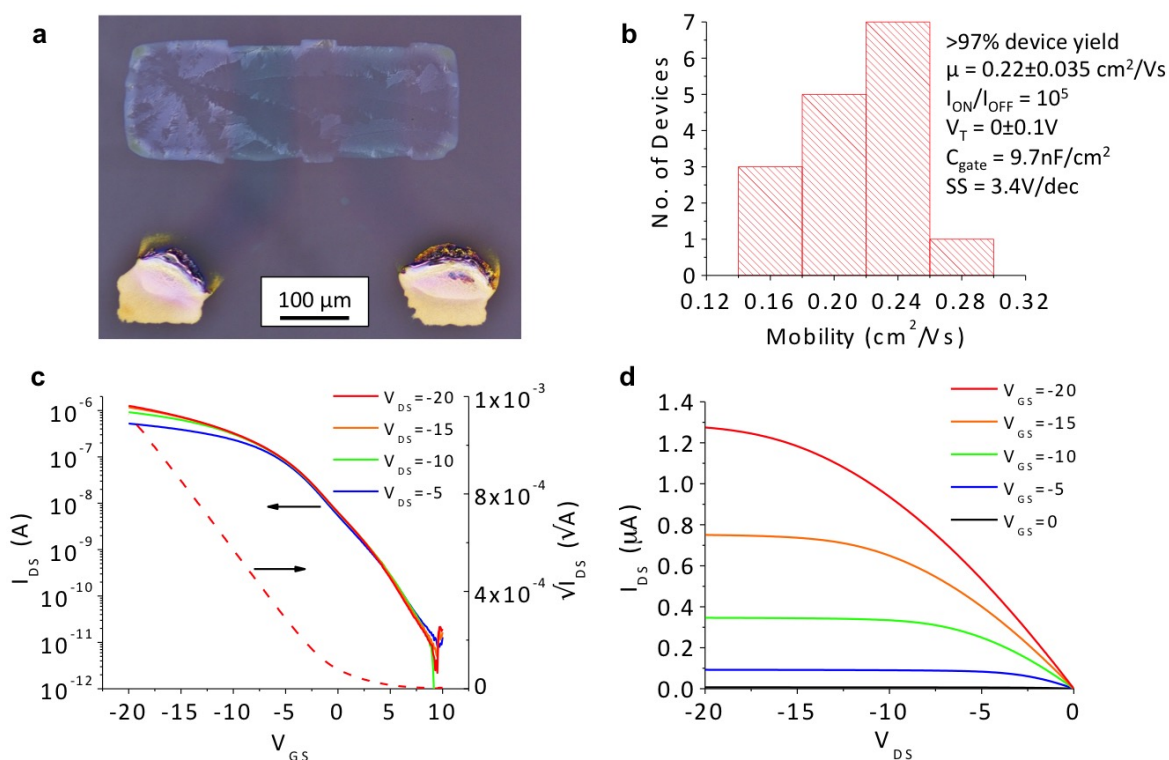 a
100 µm
b
No. of Devices
7
6
5
4
3
2
1
0
0.12 0.16 0.20 0.24 0.28 0.32
Mobility (cm²/Vs)
>97% device yield
µ = 0.22±0.035 cm²/Vs
I_ON/I_OFF = 10⁵
V_T = 0±0.1V
C_gate = 9.7nF/cm²
SS = 3.4V/dec
c
I_DS (A)
10⁻⁶
10⁻⁷
10⁻⁸
10⁻⁹
10⁻¹⁰
10⁻¹¹
10⁻¹²
V_DS=-20
V_DS=-15
V_DS=-10
V_DS=-5
1x10⁻³
8x10⁻⁴
4x10⁻⁴
0
√I_DS (√A)
-20 -15 -10 -5 0 5 10
V_GS
d
I_DS (µA)
1.4
1.2
1.0
0.8
0.6
0.4
0.2
0.0
V_GS=-20
V_GS=-15
V_GS=-10
V_GS=-5
V_GS=0
-20 -15 -10 -5 0
V_DS